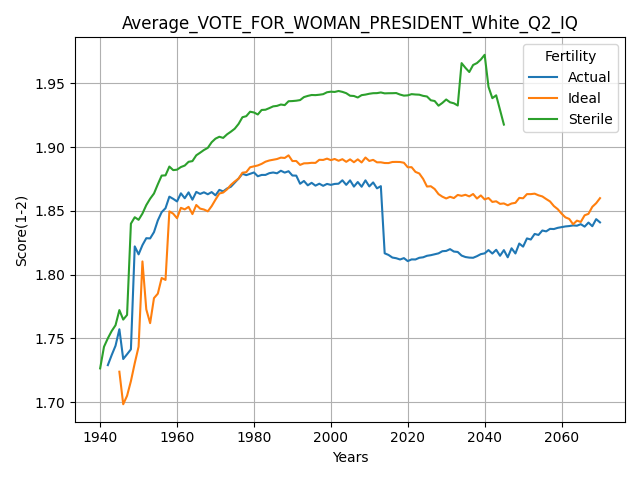 Average_VOTE_FOR_WOMAN_PRESIDENT_White_Q2_IQ
Fertility
Actual
Ideal
Sterile
Score(1-2)
1.95
1.90
1.85
1.80
1.75
1.70
1940 1960 1980 2000 2020 2040 2060
Years